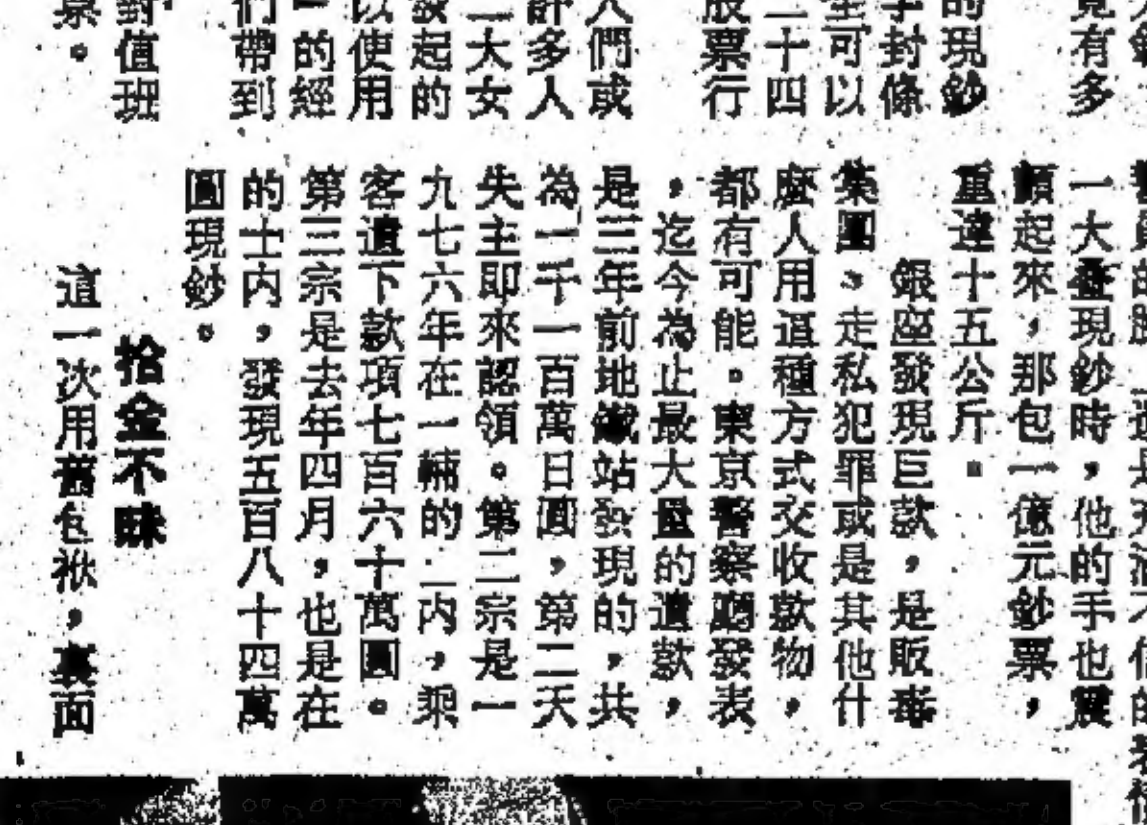 竟有多
的現鈔
字封條
至可以
二十四
股票行
人們或
許多人
二大女
發起的
以使用
的經
們帶到
對值班
票。
一大疊現鈔時，他的手也震
顫起來，那包一億元鈔票，
重達十五公斤。
銀座發現巨款，是販毒
集團、走私犯罪或是其他什
麽人用這種方式交收款物，
都有可能。東京警察廳發表
，迄今為止最大量的遺款，
是三年前地鐵站發現的，共
為一千一百萬日圓，第二天
失主即來認領。第二宗是一
九七六年在一輛的士內，乘
客遺下款項七百六十萬圓。
第三宗是去年四月，也是在
的士內，發現五百八十四萬
圓現鈔。
拾金不昧
這一次用舊包袱，裏面